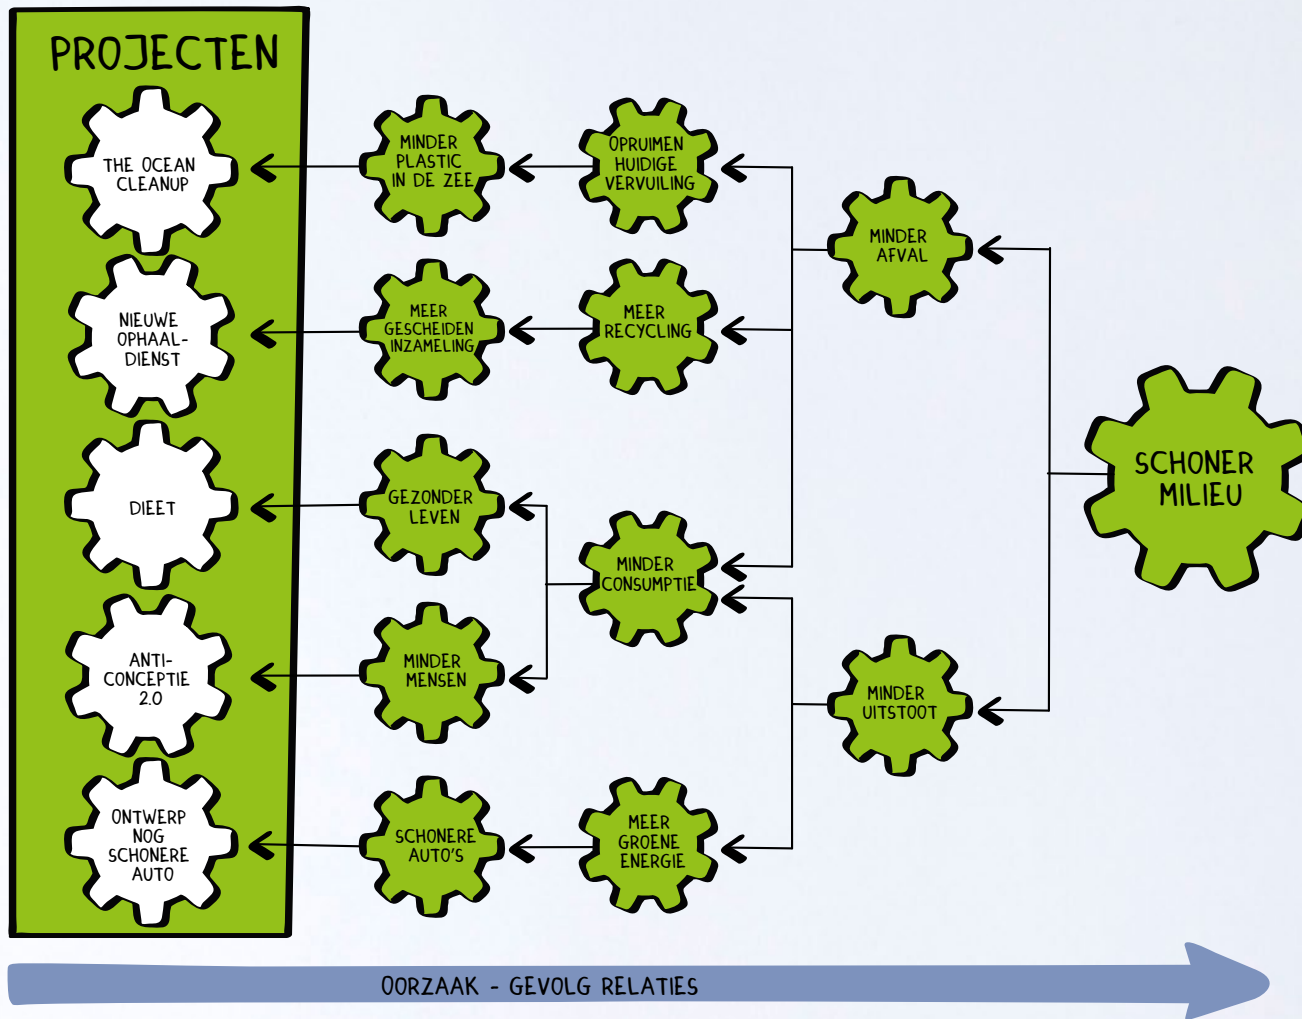 PROJECTEN
THE OCEAN
CLEANUP
MINDER
PLASTIC
IN DE ZEE
OPRUIMEN
HUIDIGE
VERVUILING
MINDER
AFVAL
NIEUWE
OPHAAL-
DIENST
MEER
GESCHEIDEN
INZAMELING
MEER
RECYCLING
SCHONER
MILIEU
DIEET
GEZONDER
LEVEN
MINDER
CONSUMPTIE
ANTI-
CONCEPTIE
2.0
MINDER
MENSEN
MINDER
UITSTOOT
ONTWERP
NOG
SCHONERE
AUTO
SCHONERE
AUTO'S
MEER
GROENE
ENERGIE
OORZAAK - GEVOLG RELATIES